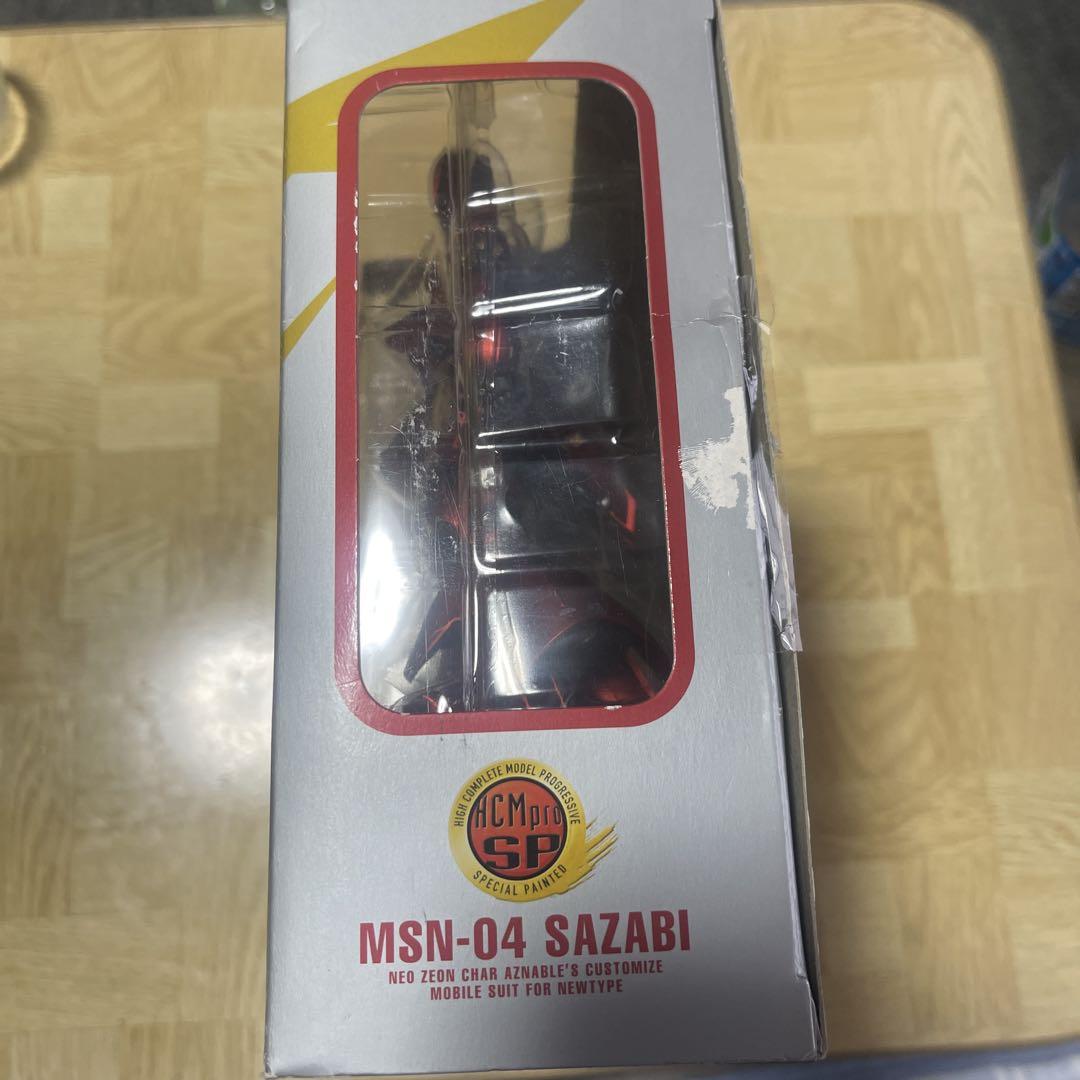 HIGH COMPLETE MODEL PROGRESSIVE
HCMpro
SP
SPECIAL PAINTED
MSN-04 SAZABI
NEO ZEON CHAR AZNABLE'S CUSTOMIZE
MOBILE SUIT FOR NEWTYPE